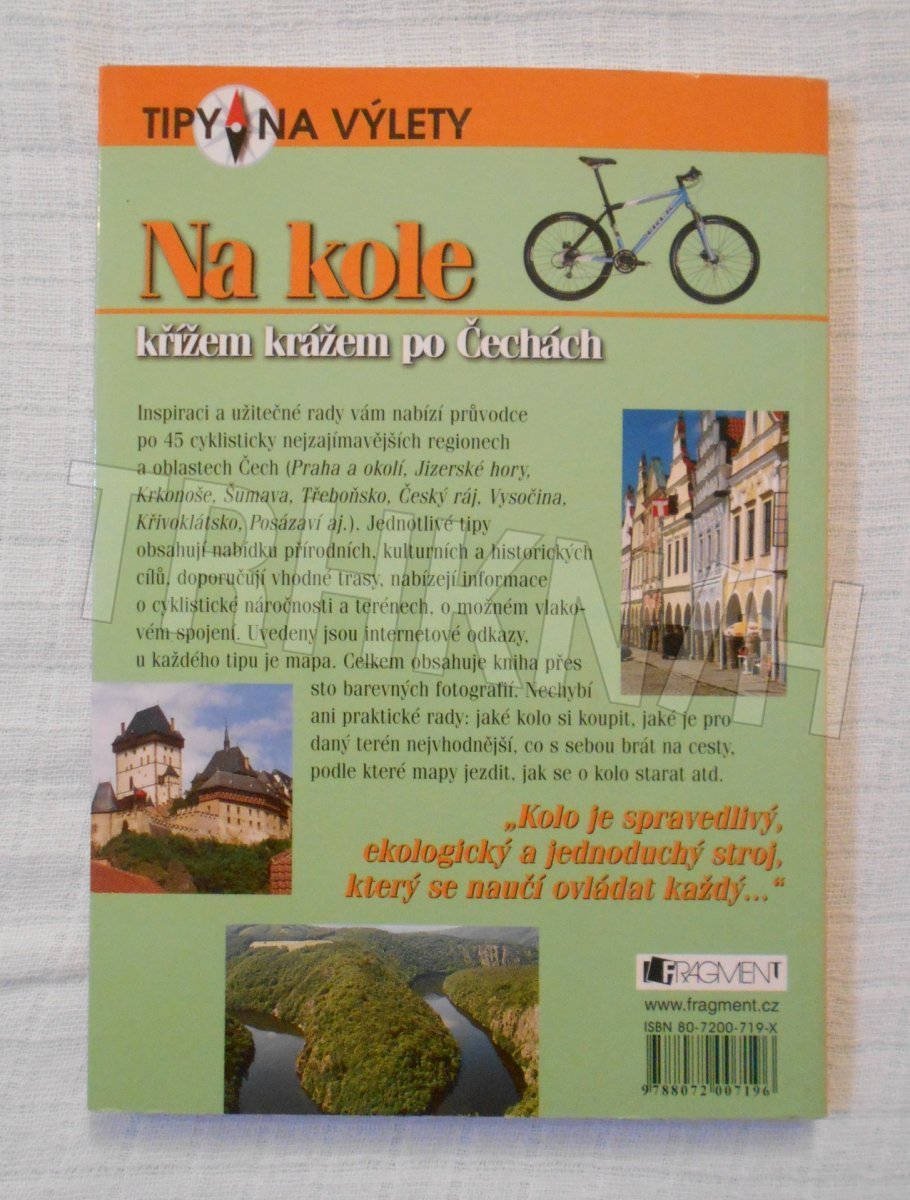 TIPY NA VÝLETY
Na kole
křížem krážem po Čechách
Inspiraci a užitečné rady vám nabízí průvodce
po 45 cyklisticky nejzajímavějších regionech
a oblastech Čech (Praha a okolí, Jizerské hory,
Krkonoše, Šumava, Třeboňsko, Český ráj, Vysočina,
Křivoklátsko, Posázaví aj.). Jednotlivé tipy
obsahují nabídku přírodních, kulturních a historických
cílů, doporučují vhodné trasy, nabízejí informace
o cyklistické náročnosti a terénech, o možném vlako-
vém spojení. Uvedeny jsou internetové odkazy,
u každého tipu je mapa. Celkem obsahuje kniha přes
sto barevných fotografií. Nechybí
ani praktické rady: jaké kolo si koupit, jaké je pro
daný terén nejvhodnější, co s sebou brát na cesty,
podle které mapy jezdit, jak se o kolo starat atd.
„Kolo je spravedlivý,
ekologický a jednoduchý stroj,
který se naučí ovládat každý...“
FRAGMENT
www.fragment.cz
ISBN 80-7200-719-X
9788072007196
TRHKNIH